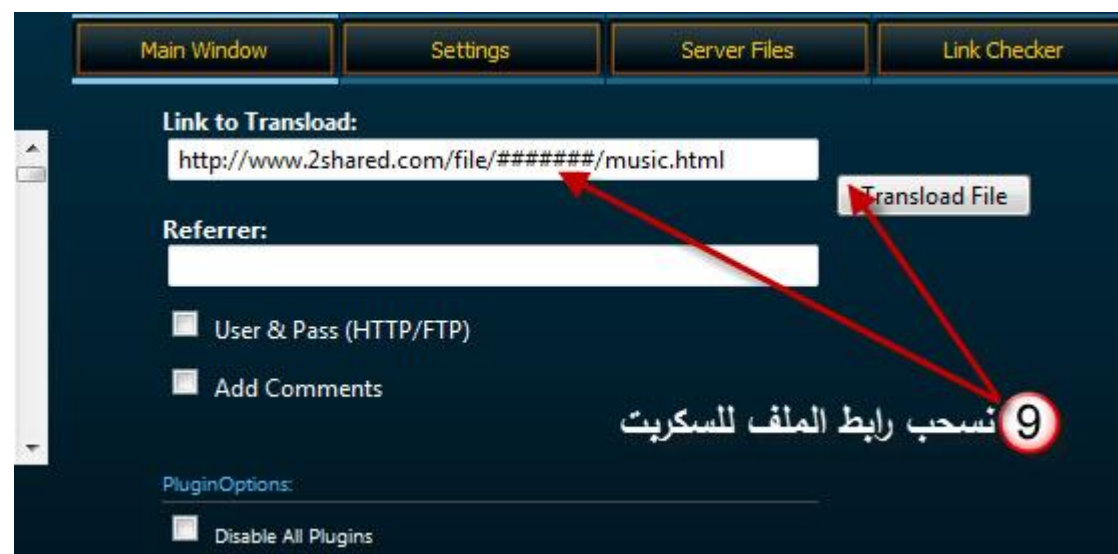 Main Window
Settings
Server Files
Link Checker
Link to Transload:
http://www.2shared.com/file/#######/music.html
Transload File
Referrer:
User & Pass (HTTP/FTP)
Add Comments
9 نسحب رابط الملف للسكربت
PluginOptions:
Disable All Plugins